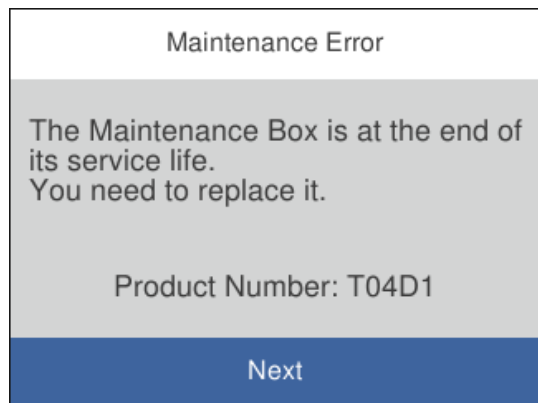 Maintenance Error
The Maintenance Box is at the end of
its service life.
You need to replace it.
Product Number: T04D1
Next